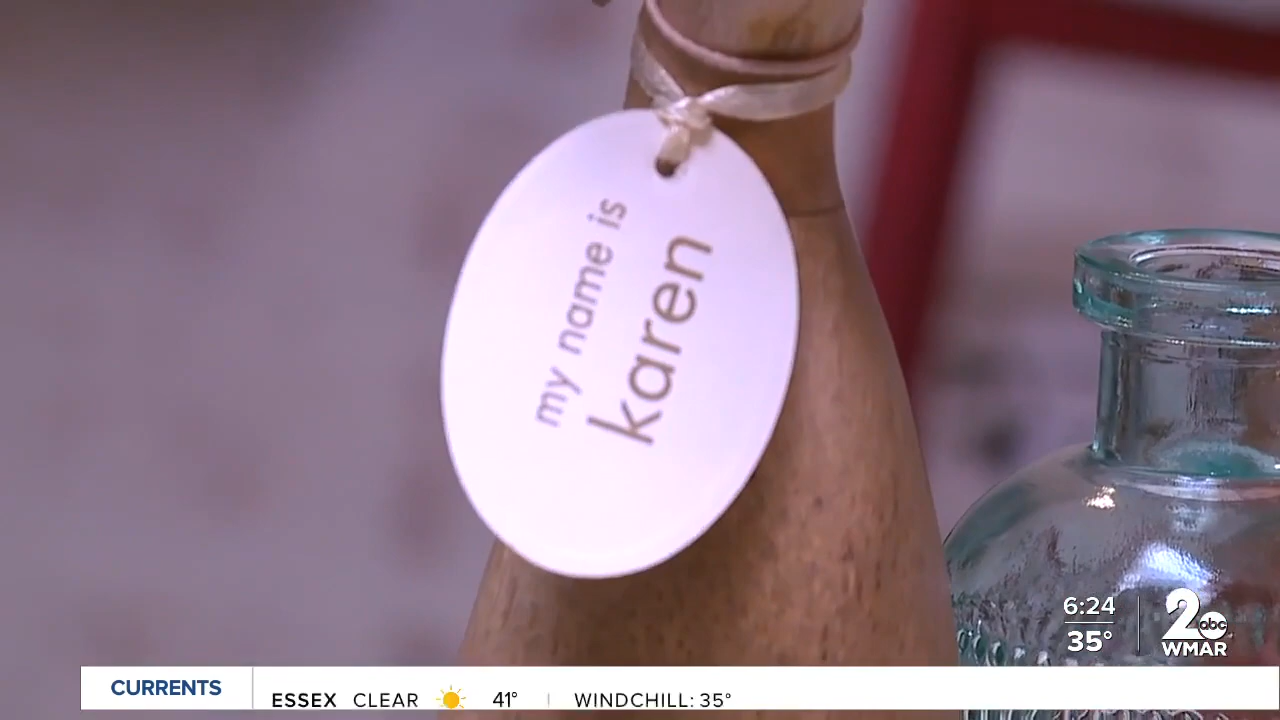 my name is
karen
6:24
35°
2 abc
WMAR
CURRENTS
ESSEX CLEAR 41° WINDCHILL: 35°